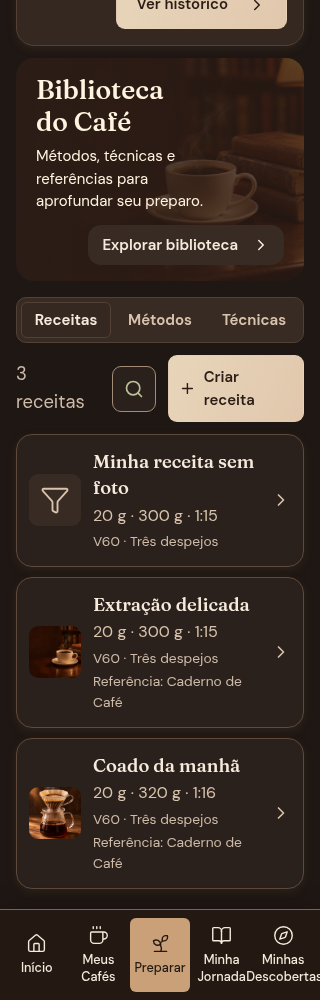 Ver histórico
Biblioteca
do Café
Métodos, técnicas e
referências para
aprofundar seu preparo.
Explorar biblioteca
Receitas
Métodos
Técnicas
3
receitas
Criar
receita
Minha receita sem
foto
20 g · 300 g · 1:15
V60 · Três despejos
Extração delicada
20 g · 300 g · 1:15
V60 · Três despejos
Referência: Caderno de
Café
Coado da manhã
20 g · 320 g · 1:16
V60 · Três despejos
Referência: Caderno de
Café
Início
Meus
Cafés
Preparar
Minha
Jornada
Minhas
Descobertas